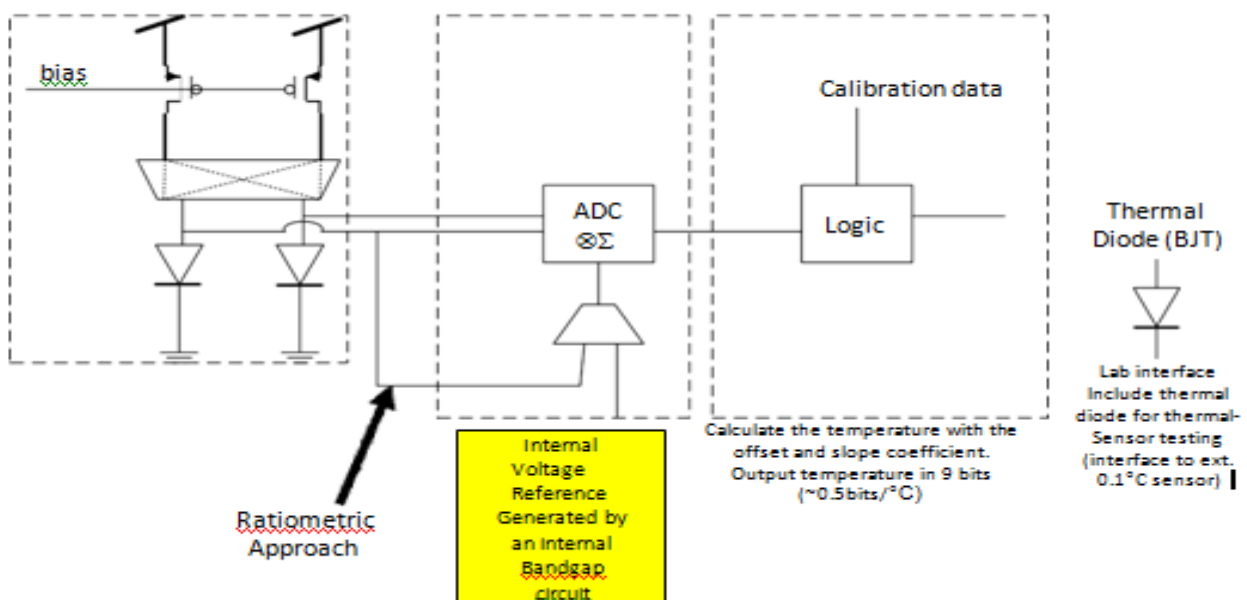 bias
Calibration data
ADC
⊗Σ
Logic
Thermal
Diode (BJT)
Lab interface
Include thermal
diode for thermal-
Sensor testing
(interface to ext.
0.1°C sensor)
Calculate the temperature with the
offset and slope coefficient.
Output temperature in 9 bits
(~0.5bits/°C)
Internal
Voltage
Reference
Generated by
an Internal
Bandgap
circuit
Ratiometric
Approach